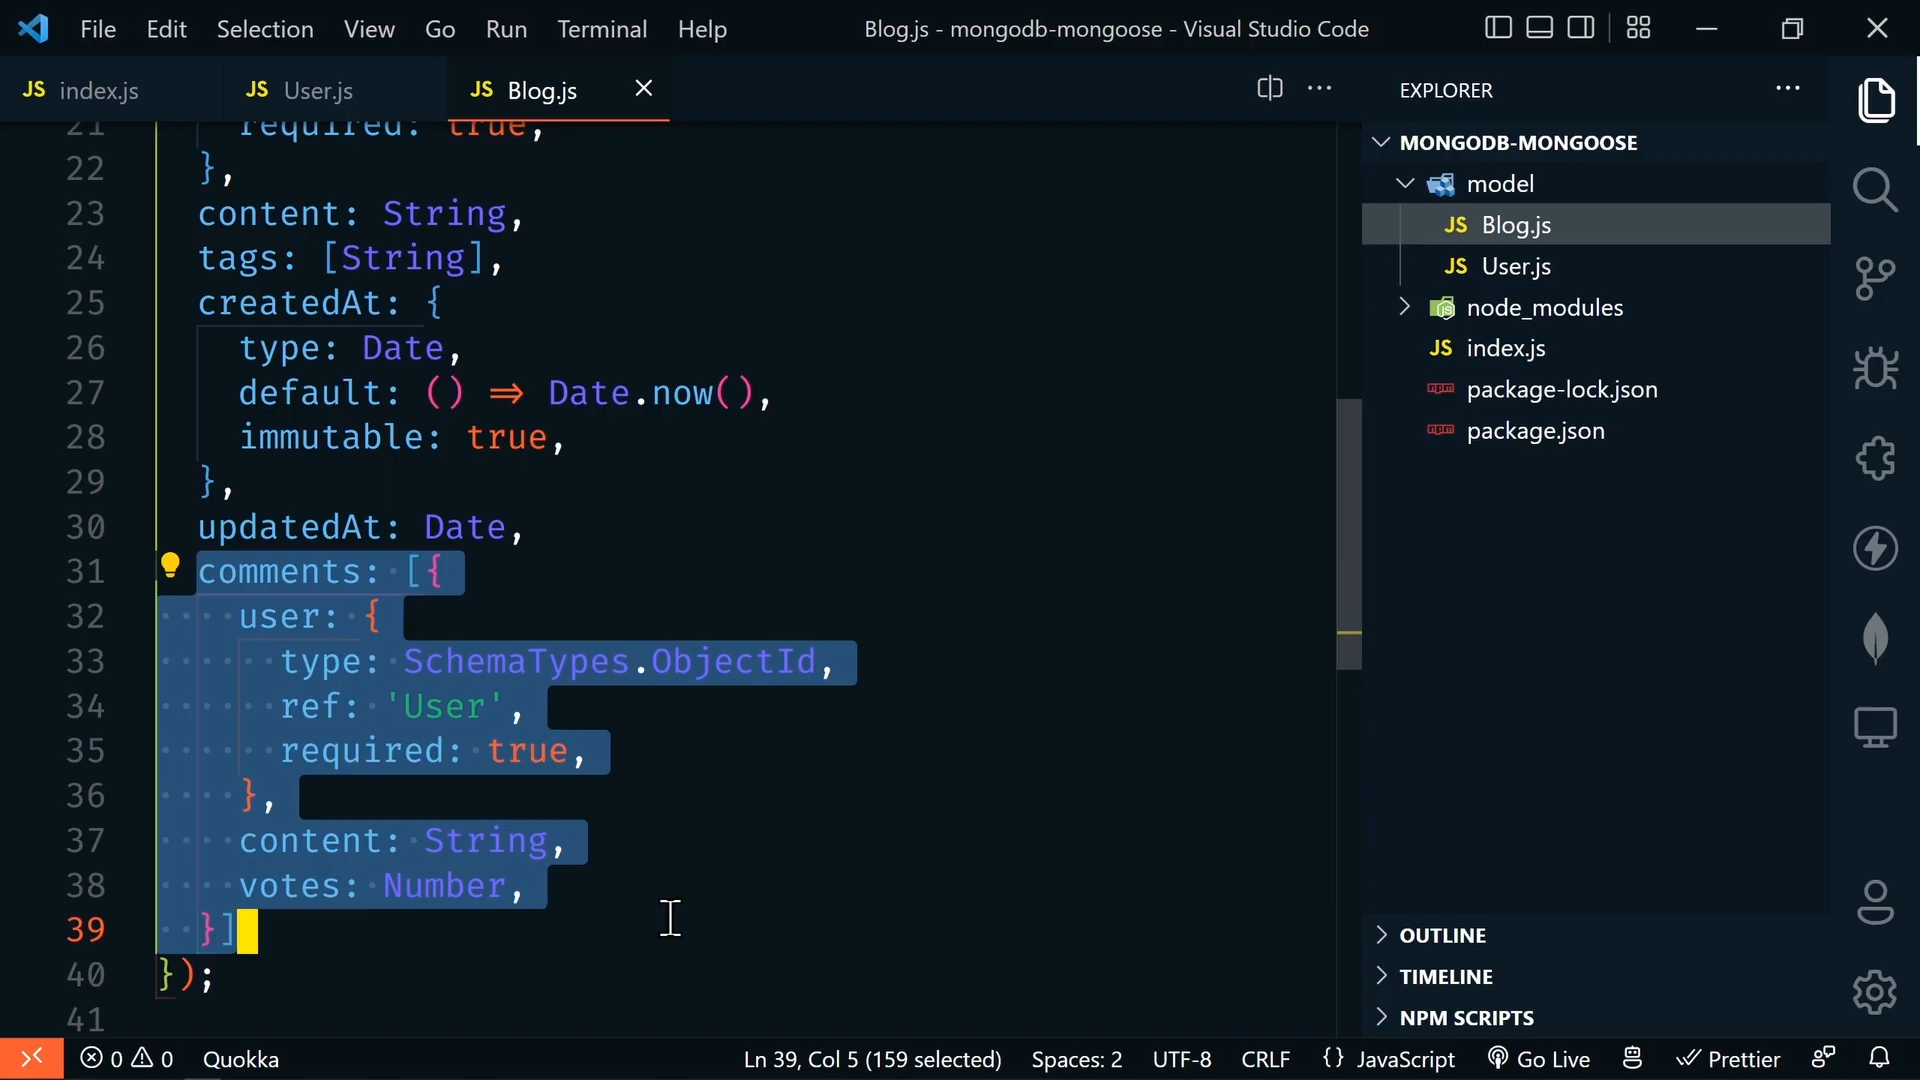 File Edit Selection View Go Run Terminal Help
Blog.js - mongodb-mongoose - Visual Studio Code
JS index.js
JS User.js
JS Blog.js
21 required: true,
22 },
23 content: String,
24 tags: [String],
25 createdAt: {
26 type: Date,
27 default: () => Date.now(),
28 immutable: true,
29 },
30 updatedAt: Date,
31 comments: [{
32 user: {
33 type: SchemaTypes.ObjectId,
34 ref: 'User',
35 required: true,
36 },
37 content: String,
38 votes: Number,
39 }]
40 });
41
EXPLORER
MONGODB-MONGOOSE
model
JS Blog.js
JS User.js
node_modules
JS index.js
package-lock.json
package.json
OUTLINE
TIMELINE
NPM SCRIPTS
0 0 Quokka
Ln 39, Col 5 (159 selected) Spaces: 2 UTF-8 CRLF {} JavaScript Go Live Prettier